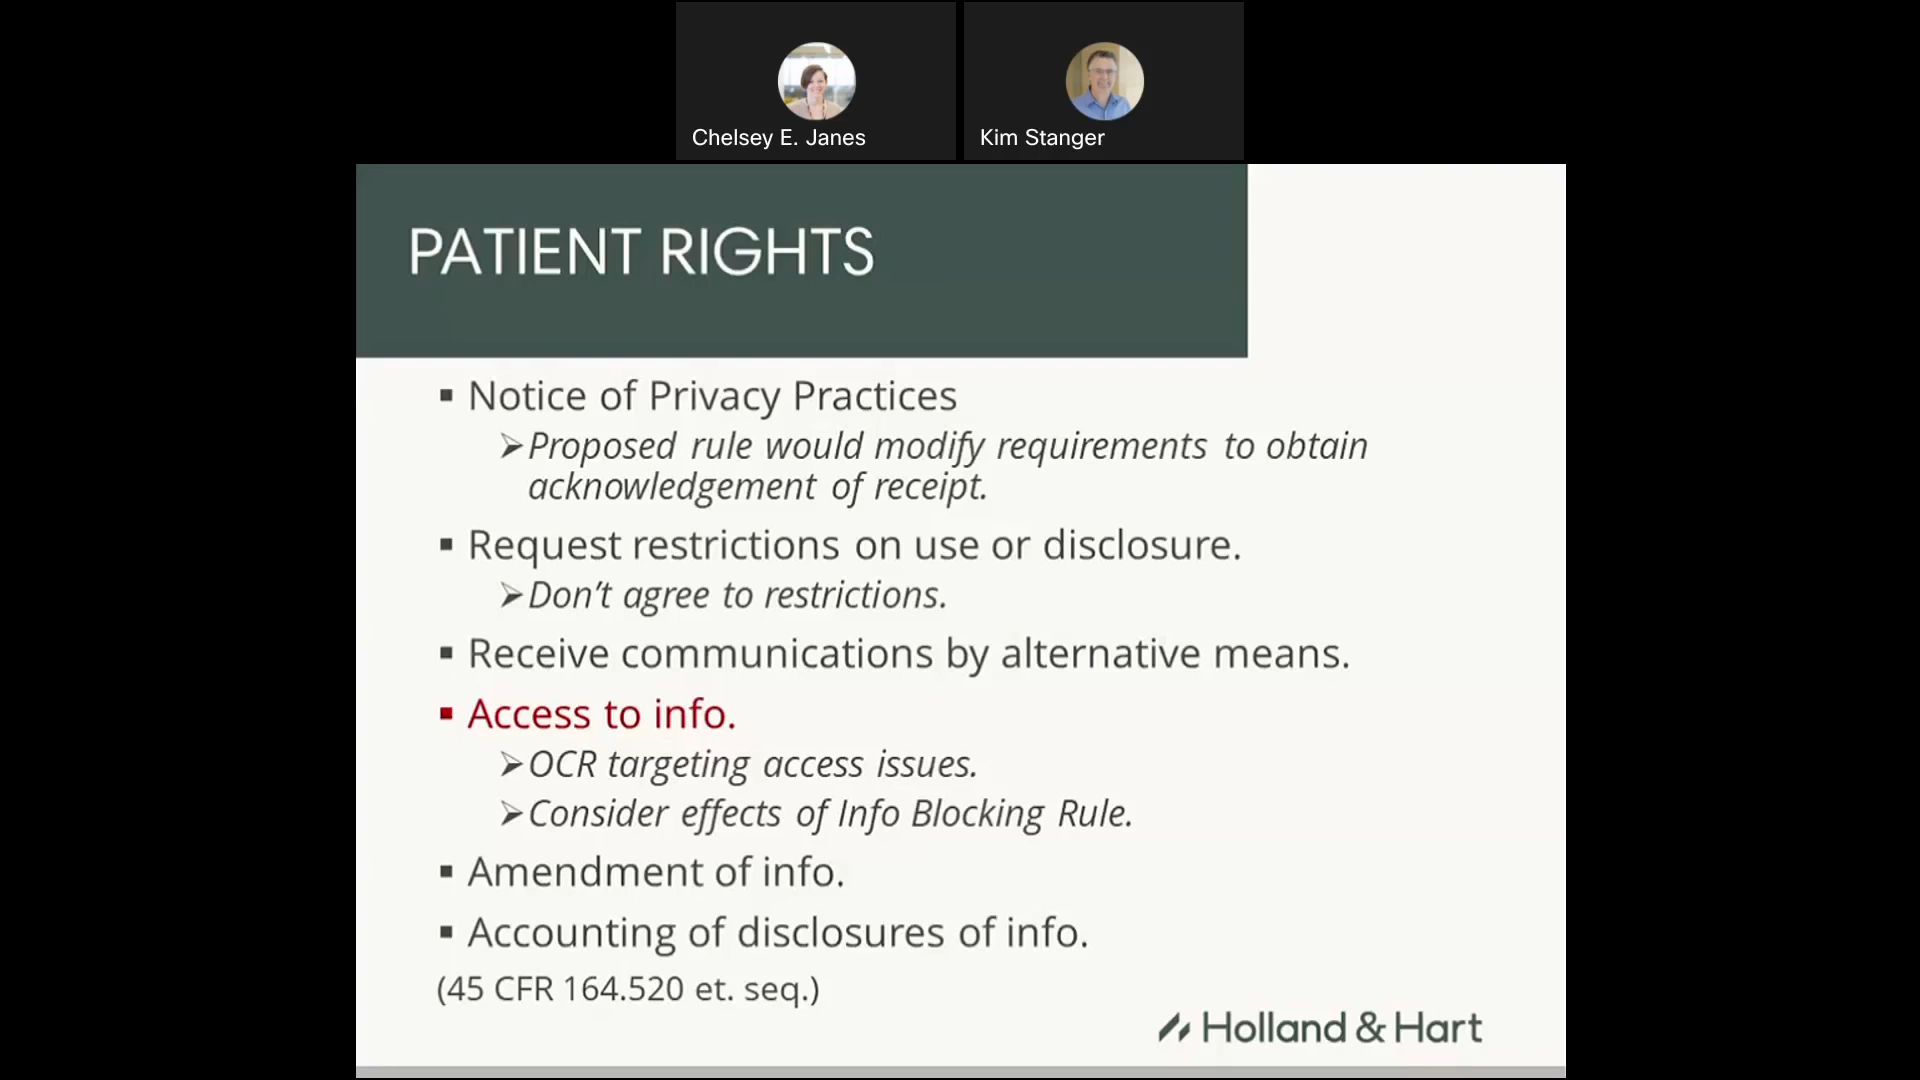 Chelsey E. Janes
Kim Stanger
PATIENT RIGHTS
▪ Notice of Privacy Practices
➢Proposed rule would modify requirements to obtain
acknowledgement of receipt.
▪ Request restrictions on use or disclosure.
➢Don’t agree to restrictions.
▪ Receive communications by alternative means.
▪ Access to info.
➢OCR targeting access issues.
➢Consider effects of Info Blocking Rule.
▪ Amendment of info.
▪ Accounting of disclosures of info.
(45 CFR 164.520 et. seq.)
Holland & Hart